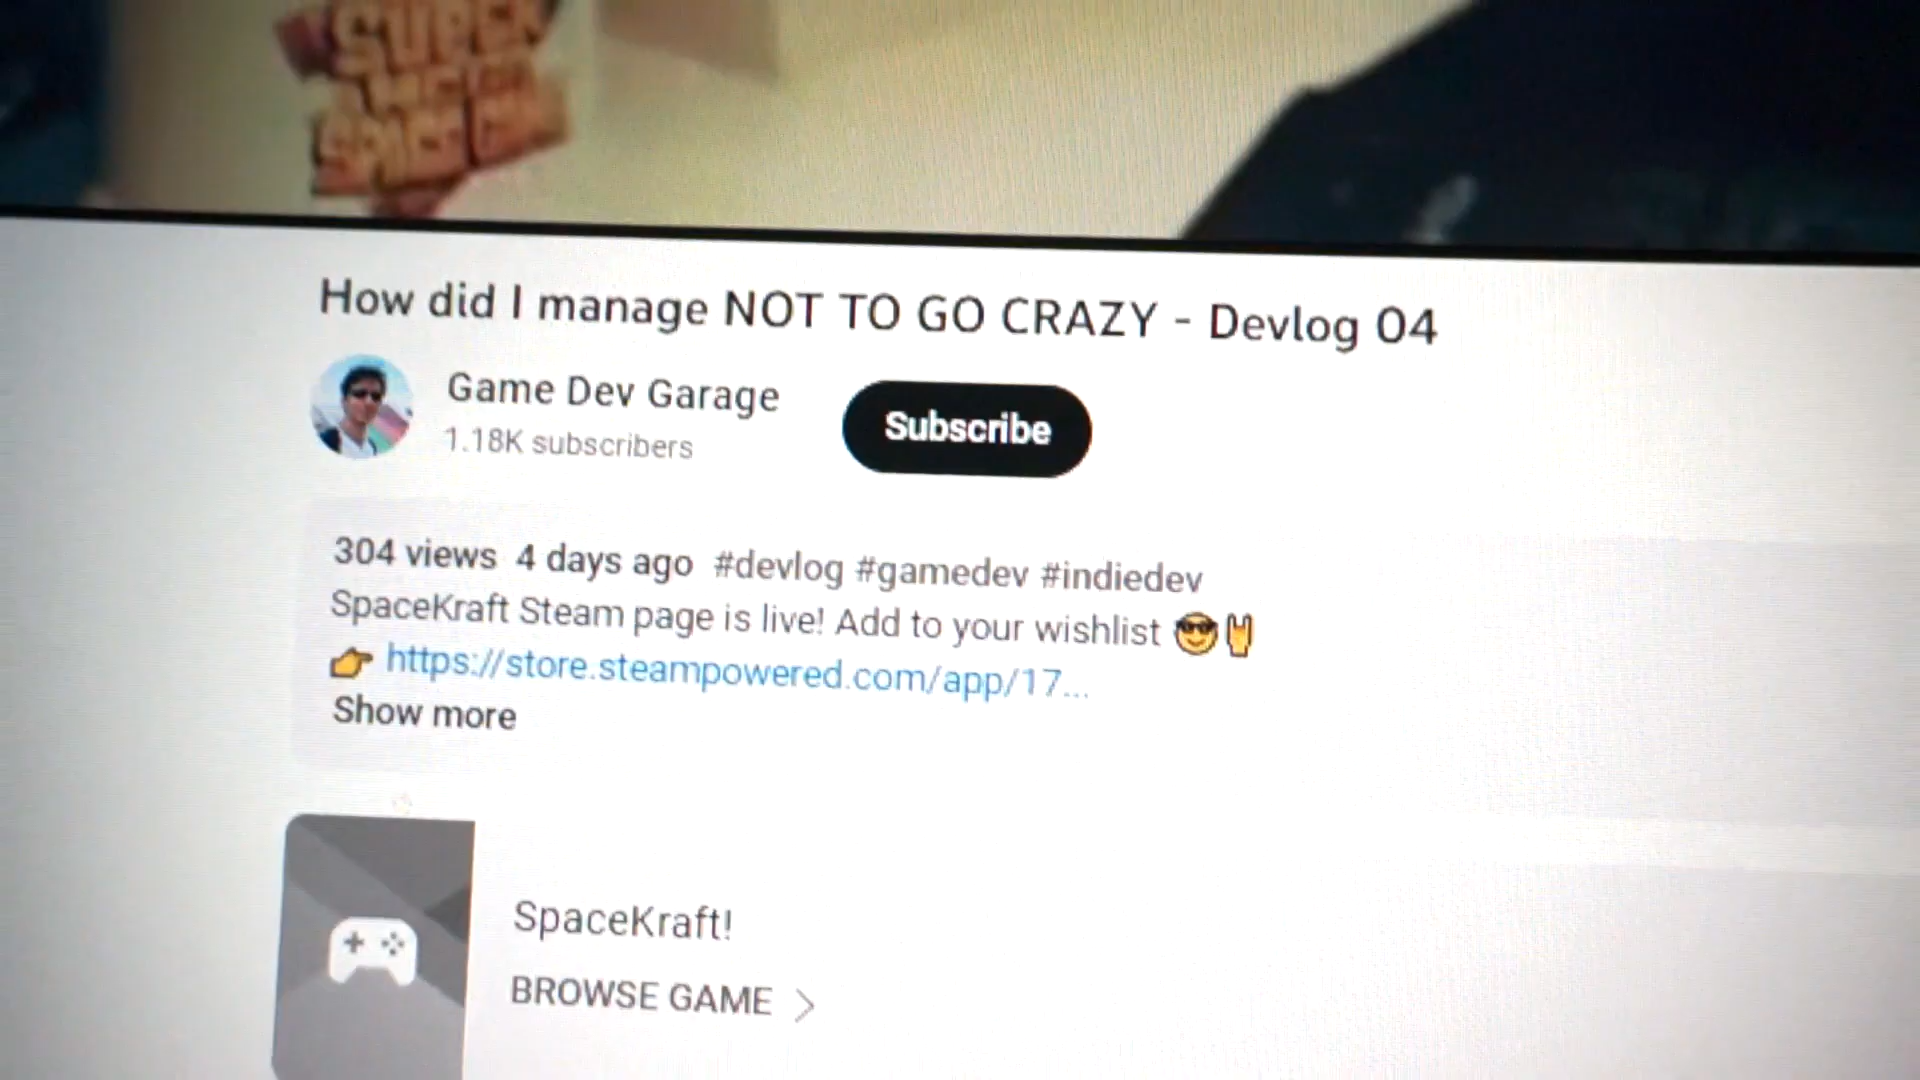 SUPER
How did I manage NOT TO GO CRAZY - Devlog 04
Game Dev Garage
Subscribe
1.18K subscribers
304 views 4 days ago #devlog #gamedev #indiedev
SpaceKraft Steam page is live! Add to your wishlist 😎🤘
👉 https://store.steampowered.com/app/17...
Show more
SpaceKraft!
BROWSE GAME >